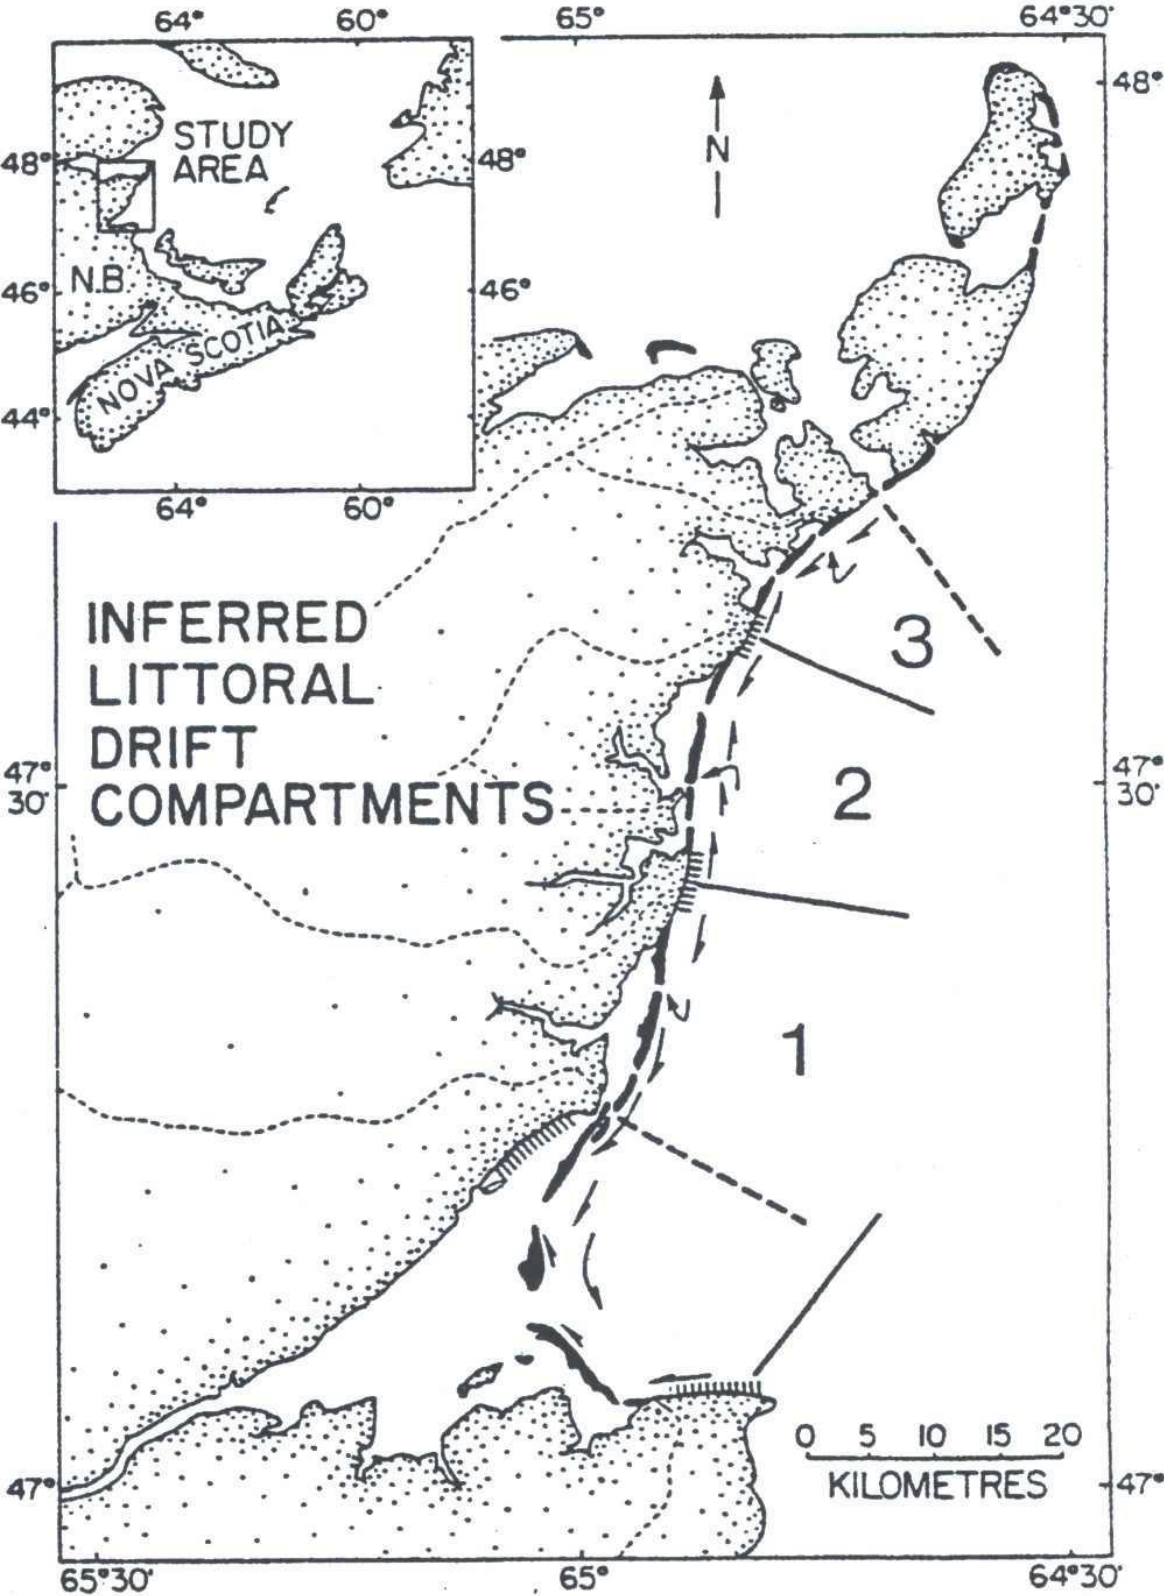 64° 60° 65° 64°30'
48°
STUDY
AREA
48° 48°
N
N.B.
46° 46°
NOVA SCOTIA
44°
64° 60°
INFERRED
LITTORAL
DRIFT
COMPARTMENTS
3
47°
30'
2
47°
30'
1
0 5 10 15 20
KILOMETRES
47° 47°
65°30' 65° 64°30'